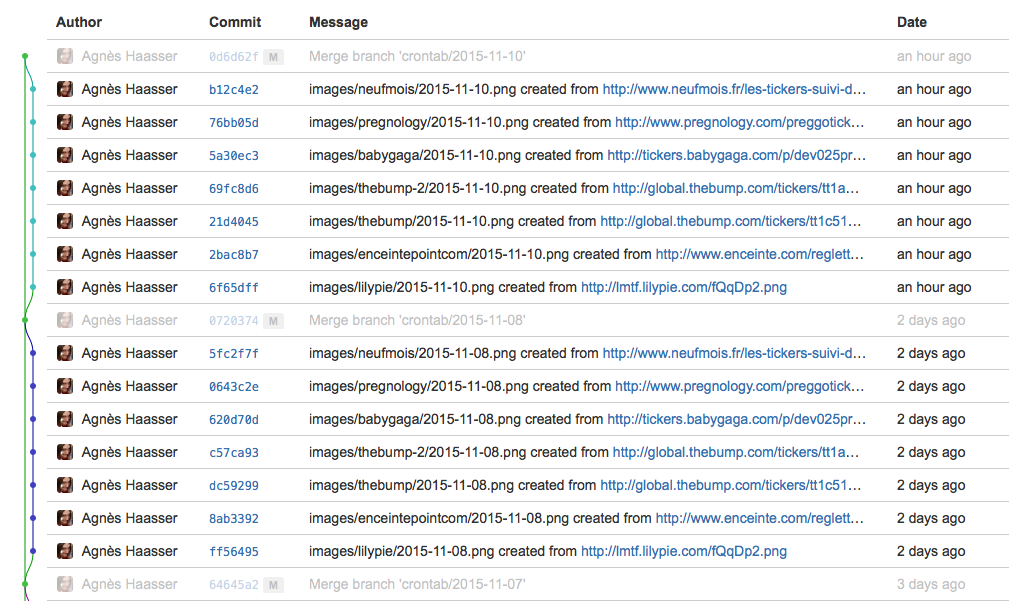 Author Commit Message Date
Agnès Haasser 0d6d62f M Merge branch 'crontab/2015-11-10' an hour ago
Agnès Haasser b12c4e2 images/neufmois/2015-11-10.png created from http://www.neufmois.fr/les-tickers-suivi-d... an hour ago
Agnès Haasser 76bb05d images/pregnology/2015-11-10.png created from http://www.pregnology.com/preggotick... an hour ago
Agnès Haasser 5a30ec3 images/babygaga/2015-11-10.png created from http://tickers.babygaga.com/p/dev025pr... an hour ago
Agnès Haasser 69fc8d6 images/thebump-2/2015-11-10.png created from http://global.thebump.com/tickers/tt1a... an hour ago
Agnès Haasser 21d4045 images/thebump/2015-11-10.png created from http://global.thebump.com/tickers/tt1c51... an hour ago
Agnès Haasser 2bac8b7 images/enceintepointcom/2015-11-10.png created from http://www.enceinte.com/reglett... an hour ago
Agnès Haasser 6f65dff images/lilypie/2015-11-10.png created from http://lmtf.lilypie.com/fQqDp2.png an hour ago
Agnès Haasser 0720374 M Merge branch 'crontab/2015-11-08' 2 days ago
Agnès Haasser 5fc2f7f images/neufmois/2015-11-08.png created from http://www.neufmois.fr/les-tickers-suivi-d... 2 days ago
Agnès Haasser 0643c2e images/pregnology/2015-11-08.png created from http://www.pregnology.com/preggotick... 2 days ago
Agnès Haasser 620d70d images/babygaga/2015-11-08.png created from http://tickers.babygaga.com/p/dev025pr... 2 days ago
Agnès Haasser c57ca93 images/thebump-2/2015-11-08.png created from http://global.thebump.com/tickers/tt1a... 2 days ago
Agnès Haasser dc59299 images/thebump/2015-11-08.png created from http://global.thebump.com/tickers/tt1c51... 2 days ago
Agnès Haasser 8ab3392 images/enceintepointcom/2015-11-08.png created from http://www.enceinte.com/reglett... 2 days ago
Agnès Haasser ff56495 images/lilypie/2015-11-08.png created from http://lmtf.lilypie.com/fQqDp2.png 2 days ago
Agnès Haasser 64645a2 M Merge branch 'crontab/2015-11-07' 3 days ago